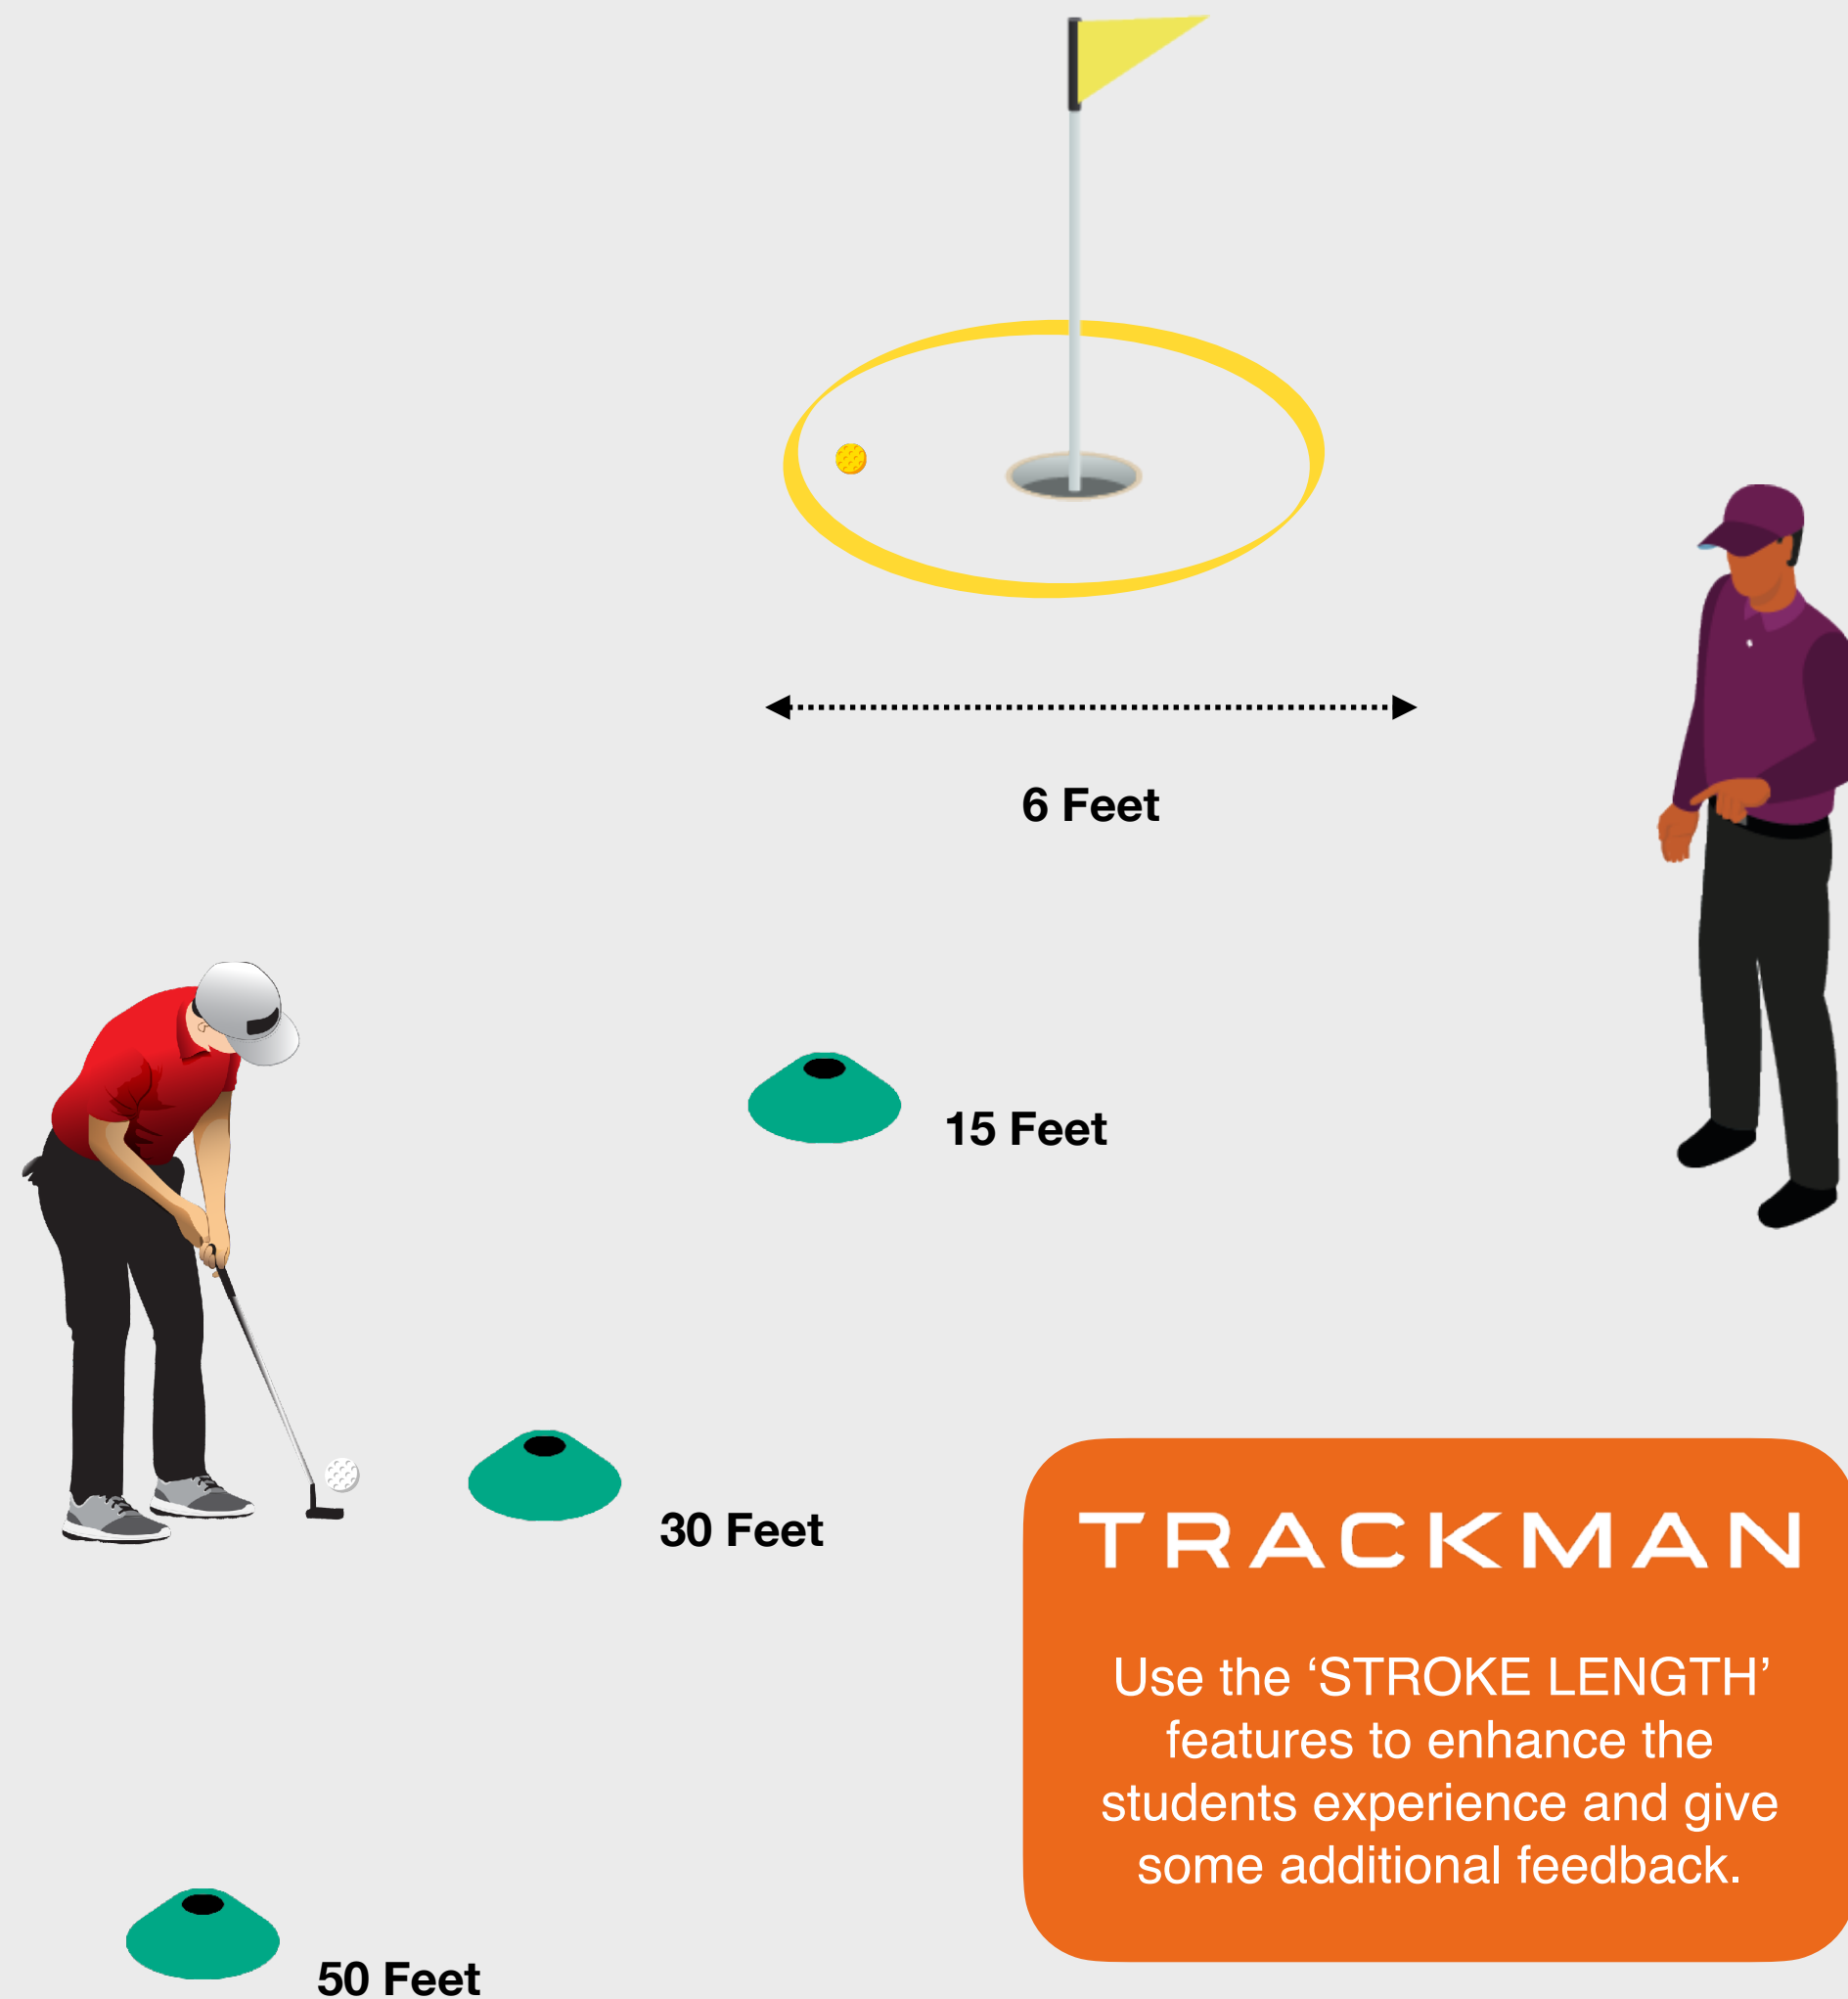 6 Feet
15 Feet
30 Feet
TRACKMAN
Use the ‘STROKE LENGTH’
features to enhance the
students experience and give
some additional feedback.
50 Feet